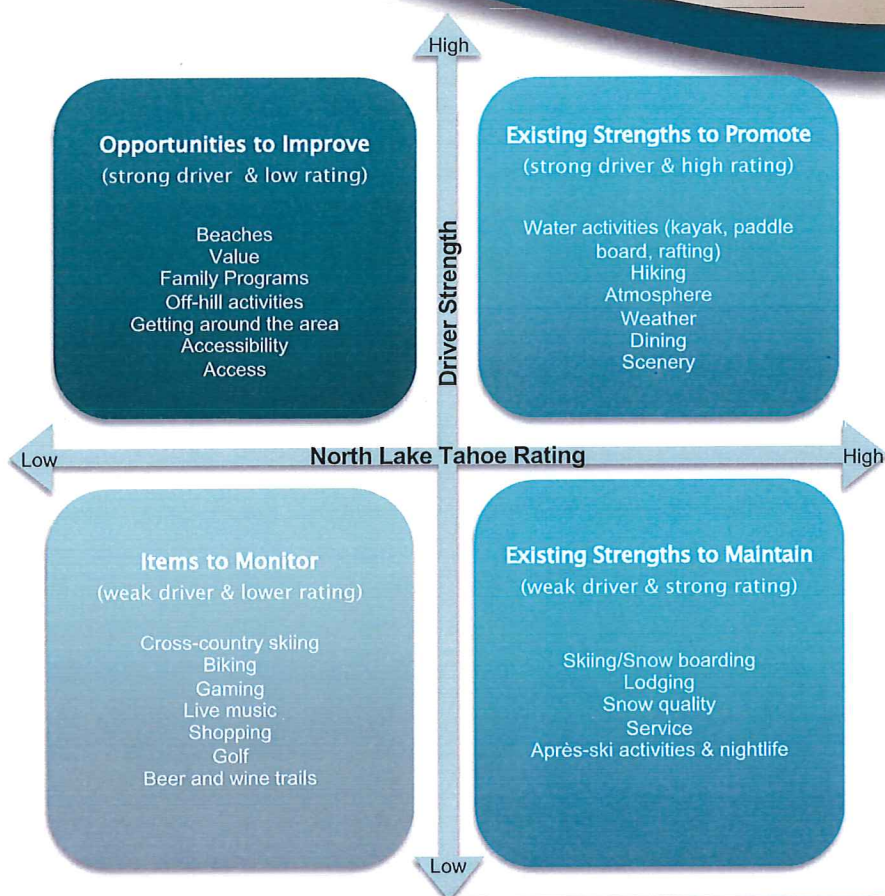 High
Opportunities to Improve
(strong driver & low rating)
Beaches
Value
Family Programs
Off-hill activities
Getting around the area
Accessibility
Access
Existing Strengths to Promote
(strong driver & high rating)
Water activities (kayak, paddle
board, rafting)
Hiking
Atmosphere
Weather
Dining
Scenery
Driver Strength
Low
North Lake Tahoe Rating
High
Items to Monitor
(weak driver & lower rating)
Cross-country skiing
Biking
Gaming
Live music
Shopping
Golf
Beer and wine trails
Existing Strengths to Maintain
(weak driver & strong rating)
Skiing/Snow boarding
Lodging
Snow quality
Service
Après-ski activities & nightlife
Low